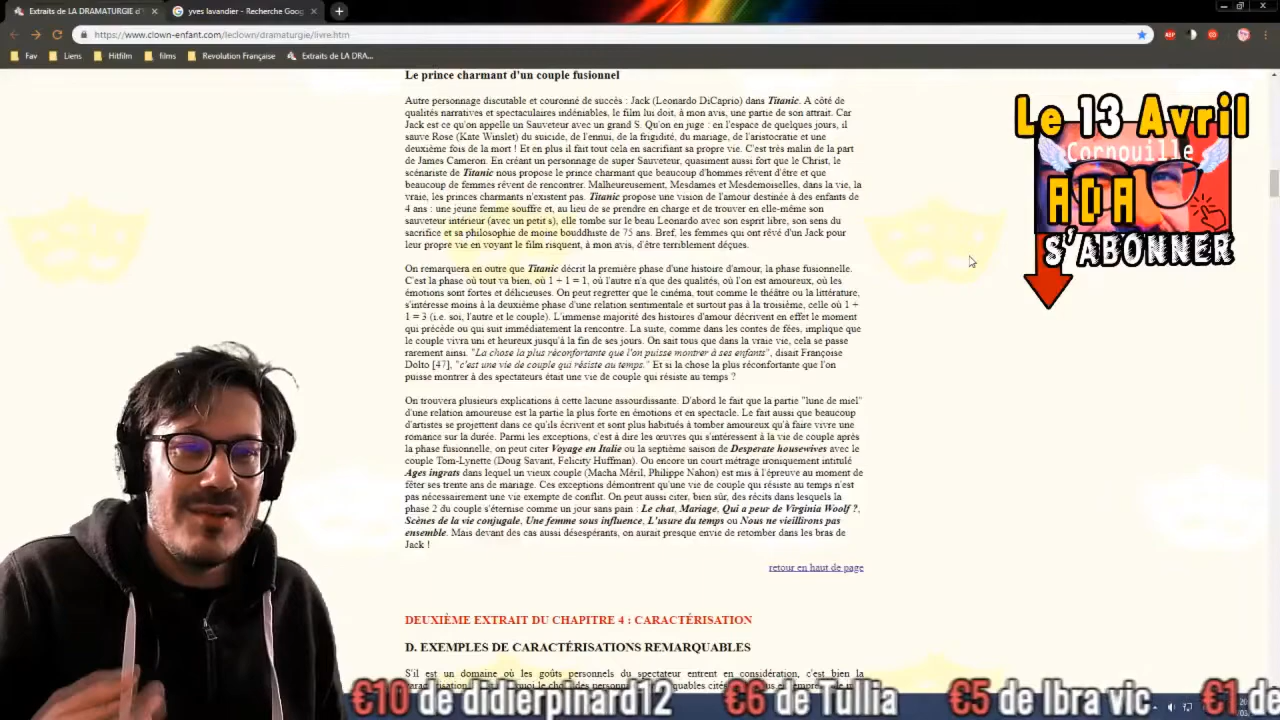 Extraits de LA DRAMATURGIE d'
yves lavandier - Recherche Goog
https://www.clown-enfant.com/leclown/dramaturgie/livre.htm
Fav
Liens
Hitfilm
films
Revolution Française
Extraits de LA DRA...
Le prince charmant d'un couple fusionnel
Autre personnage discutable et couronné de succès : Jack (Leonardo DiCaprio) dans Titanic. A côté de
qualités narratives et spectaculaires indéniables, le film lui doit, à mon avis, une partie de son attrait. Car
Jack est ce qu'on appelle un Sauveteur avec un grand S. Qu'on en juge : en l'espace de quelques jours, il
sauve Rose (Kate Winslet) du suicide, de l'ennui, de la frigidité, du mariage, de l'aristocratie et une
deuxième fois de la mort ! Et en plus il fait tout cela en sacrifiant sa propre vie. C'est très malin de la part
de James Cameron. En créant un personnage de super Sauveteur, quasiment aussi fort que le Christ, le
scénariste de Titanic nous propose le prince charmant que beaucoup d'hommes rêvent d'être et que
beaucoup de femmes rêvent de rencontrer. Malheureusement, Mesdames et Mesdemoiselles, dans la vie, la
vraie, les princes charmants n'existent pas. Titanic propose une vision de l'amour destinée à des enfants de
4 ans : une jeune femme souffre et, au lieu de se prendre en charge et de trouver en elle-même son
sauveteur intérieur (avec un petit s), elle tombe sur le beau Leonardo avec son esprit libre, son sens du
sacrifice et sa philosophie de moine bouddhiste de 75 ans. Bref, les femmes qui ont rêvé d'un Jack pour
leur propre vie en voyant le film risquent, à mon avis, d'être terriblement déçues.
On remarquera en outre que Titanic décrit la première phase d'une histoire d'amour, la phase fusionnelle.
C'est la phase où tout va bien, où 1 + 1 = 1, où l'autre n'a que des qualités, où l'on est amoureux, où les
émotions sont fortes et délicieuses. On peut regretter que le cinéma, tout comme le théâtre ou la littérature,
s'intéresse moins à la deuxième phase d'une relation sentimentale et surtout pas à la troisième, celle où 1 +
1 = 3 (i.e. soi, l'autre et le couple). L'immense majorité des histoires d'amour décrivent en effet le moment
qui précède ou qui suit immédiatement la rencontre. La suite, comme dans les contes de fées, implique que
le couple vivra uni et heureux jusqu'à la fin de ses jours. On sait tous que dans la vraie vie, cela se passe
rarement ainsi. "La chose la plus réconfortante que l'on puisse montrer à ses enfants", disait Françoise
Dolto [47], "c'est une vie de couple qui résiste au temps." Et si la chose la plus réconfortante que l'on
puisse montrer à des spectateurs était une vie de couple qui résiste au temps ?
On trouvera plusieurs explications à cette lacune assourdissante. D'abord le fait que la partie "lune de miel"
d'une relation amoureuse est la partie la plus forte en émotions et en spectacle. Le fait aussi que beaucoup
d'artistes se projettent dans ce qu'ils écrivent et sont plus habitués à tomber amoureux qu'à faire vivre une
romance sur la durée. Parmi les exceptions, c'est à dire les œuvres qui s'intéressent à la vie de couple après
la phase fusionnelle, on peut citer Voyage en Italie ou la septième saison de Desperate housewives avec le
couple Tom-Lynette (Doug Savant, Felicity Huffman). Ou encore un court métrage ironiquement intitulé
Ages ingrats dans lequel un vieux couple (Macha Méril, Philippe Nahon) est mis à l'épreuve au moment de
fêter ses trente ans de mariage. Ces exceptions démontrent qu'une vie de couple qui résiste au temps n'est
pas nécessairement une vie exempte de conflit. On peut aussi citer, bien sûr, des récits dans lesquels la
phase 2 du couple s'éternise comme un jour sans pain : Le chat, Mariage, Qui a peur de Virginia Woolf ?,
Scènes de la vie conjugale, Une femme sous influence, L'usure du temps ou Nous ne vieillirons pas
ensemble. Mais devant des cas aussi désespérants, on aurait presque envie de retomber dans les bras de
Jack !
retour en haut de page
DEUXIÈME EXTRAIT DU CHAPITRE 4 : CARACTÉRISATION
D. EXEMPLES DE CARACTÉRISATIONS REMARQUABLES
S'il est un domaine où les goûts personnels du spectateur entrent en considération, c'est bien la
Le 13 Avril
Cornouille
ADA
S'ABONNER
€10 de didierpinard12 €6 de Tullia €5 de Ibra vic €1 de